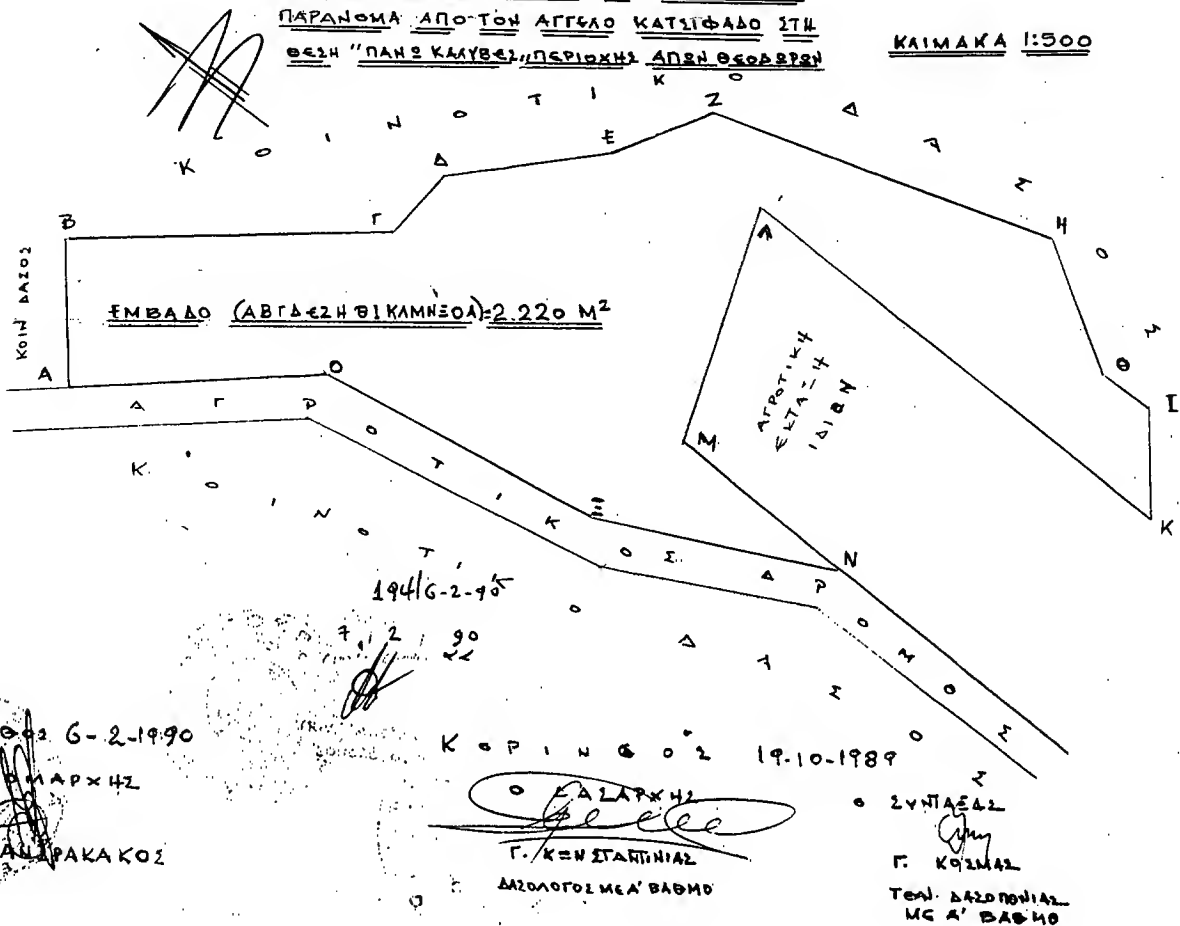 ΠΑΡΑΝΟΜΑ ΑΠΟ ΤΟΝ ΑΓΓΕΛΟ ΚΑΤΣΙΦΑΔΟ ΣΤΗ
ΘΕΣΗ "ΠΑΝΩ ΚΑΛΥΒΕΣ" ΠΕΡΙΟΧΗΣ ΑΠΩΝ ΘΕΟΔΩΡΩΝ
ΚΛΙΜΑΚΑ 1:500
ΚΟΙΝΟΤΙΚΟ ΔΑΣΟΣ
Α
Β
Γ
Δ
Ε
Ζ
Η
Θ
Ι
Κ
Λ
Μ
Ν
Ξ
Ο
ΚΟΙΝ ΔΑΣΟΣ
ΕΜΒΑΔΟ (ΑΒΓΔΕΖΗΘΙΚΛΜΝΞΟΑ)=2.220 Μ²
ΑΓΡΟΤΙΚΗ
ΕΚΤΑΣΗ
ΙΔΙΩΝ
ΑΓΡΟΤΙΚΟΣ ΔΡΟΜΟΣ
ΚΟΙΝΟΤΙΚΟ ΔΑΣΟΣ
194/6-2-90
7 2 90
6-2-1990
ΑΝΔΡΑΚΑΚΟΣ
ΚΟΡΙΝΘΟΣ 19-10-1989
Ο ΔΑΣΑΡΧΗΣ
Γ. ΚΩΝΣΤΑΝΤΙΝΙΑΣ
ΔΑΣΟΛΟΓΟΣ ΜΕ Α' ΒΑΘΜΟ
Ο ΣΥΝΤΑΞΑΣ
Γ. ΚΟΣΜΑΣ
ΤΕΧΝ. ΔΑΣΟΠΟΝΙΑΣ
ΜΕ Α' ΒΑΘΜΟ